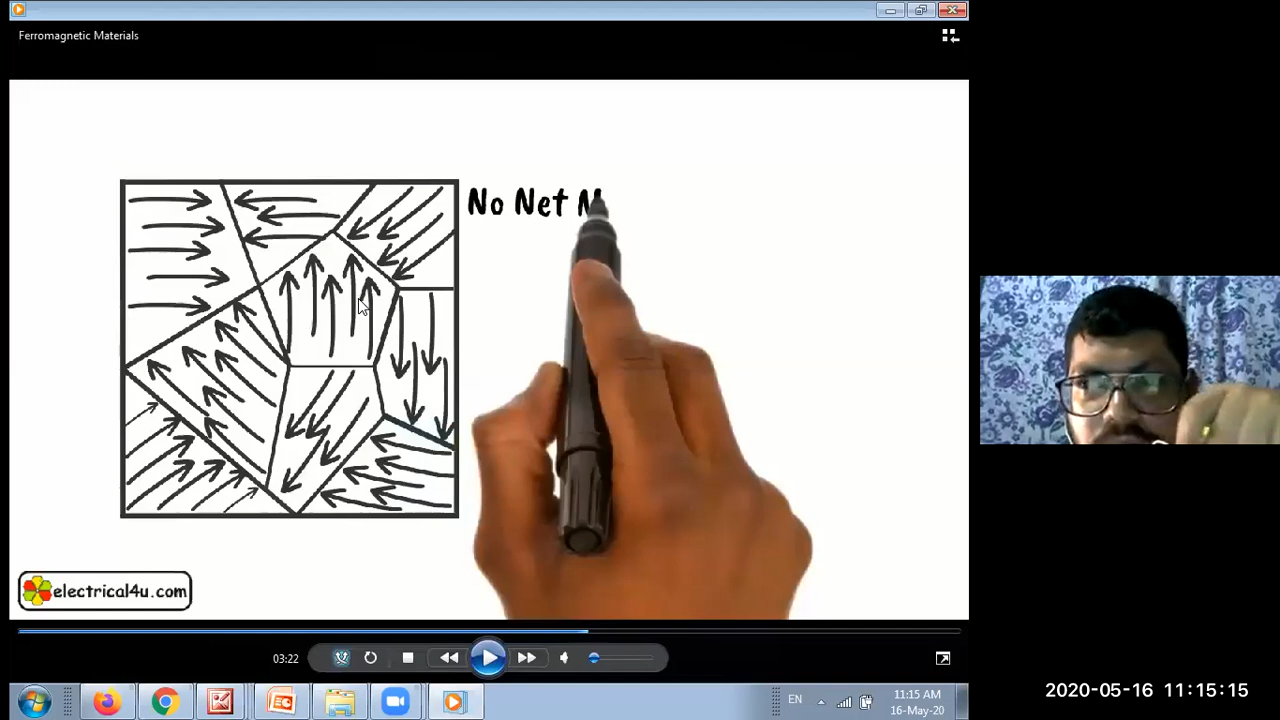 Ferromagnetic Materials
No Net M
electrical4u.com
03:22
EN
11:15 AM
16-May-20
2020-05-16 11:15:15